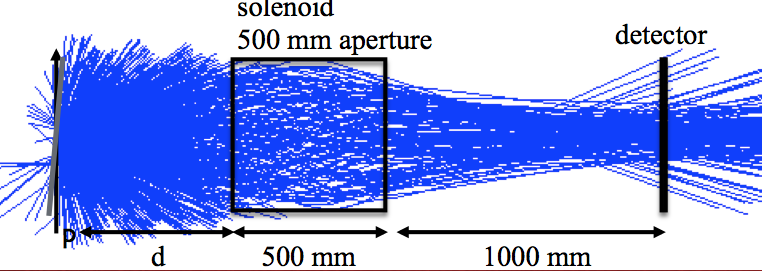 solenoid
500 mm aperture
detector
p
d
500 mm
1000 mm